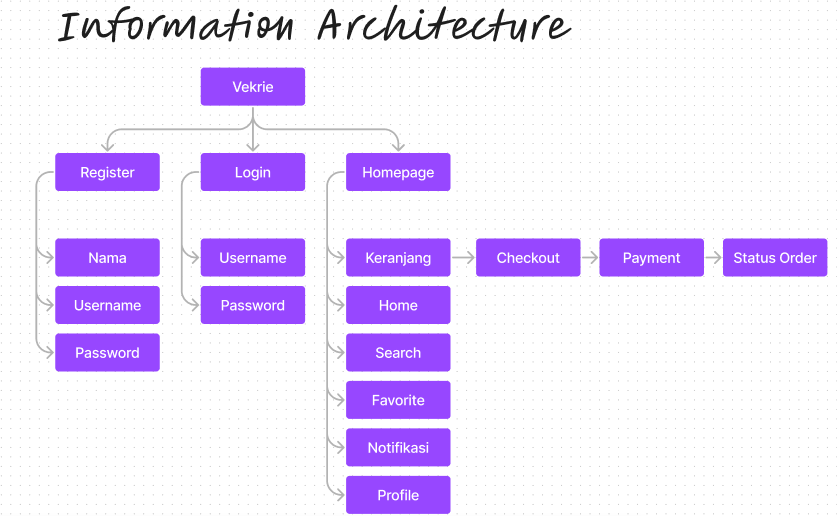 Information Architecture
Vekrie
Register
Login
Homepage
Nama
Username
Keranjang
Checkout
Payment
Status Order
Username
Password
Home
Password
Search
Favorite
Notifikasi
Profile